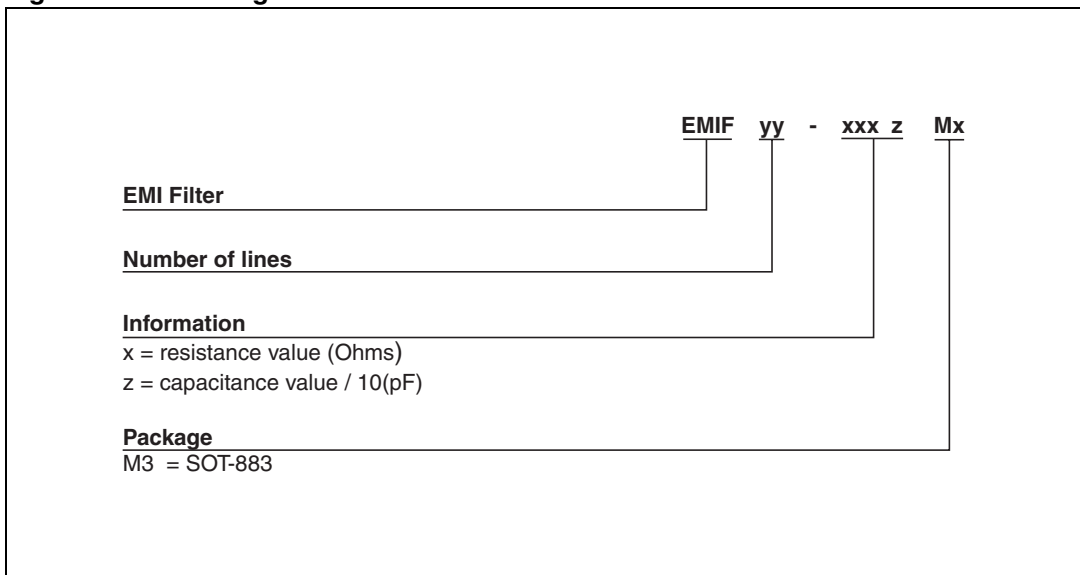 EMIF yy - xxx z Mx
EMI Filter
Number of lines
Information
x = resistance value (Ohms)
z = capacitance value / 10(pF)
Package
M3 = SOT-883